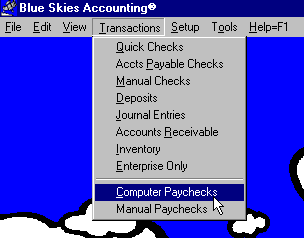 Blue Skies Accounting®
File Edit View Transactions Setup Tools Help=F1
Quick Checks
Accts Payable Checks
Manual Checks
Deposits
Journal Entries
Accounts Receivable
Inventory
Enterprise Only
Computer Paychecks
Manual Paychecks